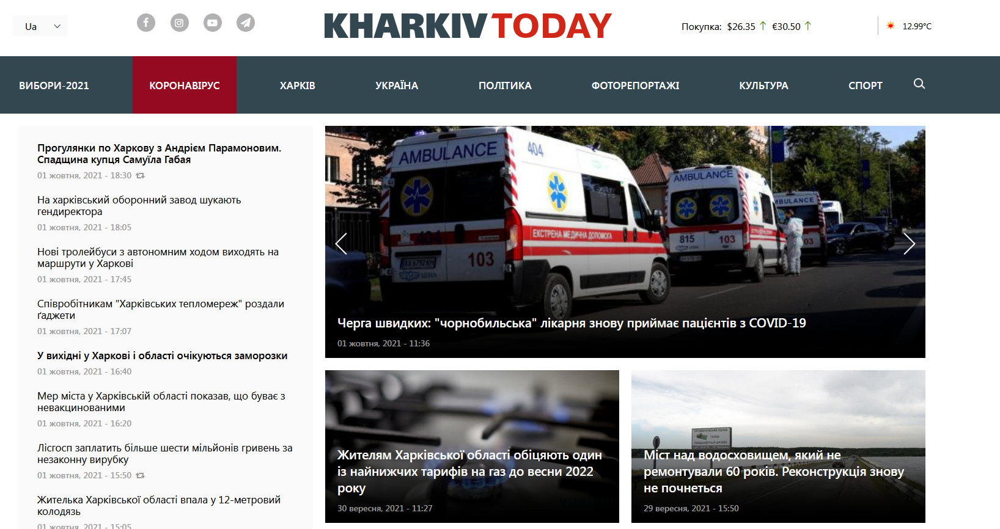 Ua
KHARKIV TODAY
Покупка: $26.35 ↑ €30.50 ↑
12.99°C
ВИБОРИ-2021
КОРОНАВІРУС
ХАРКІВ
УКРАЇНА
ПОЛІТИКА
ФОТОРЕПОРТАЖІ
КУЛЬТУРА
СПОРТ
Прогулянки по Харкову з Андрієм Парамоновим.
Спадщина купця Самуїла Габая
01 жовтня, 2021 - 18:30
На харківський оборонний завод шукають
гендиректора
01 жовтня, 2021 - 18:05
Нові тролейбуси з автономним ходом виходять на
маршрути у Харкові
01 жовтня, 2021 - 17:45
Співробітникам "Харківських тепломереж" роздали
ґаджети
01 жовтня, 2021 - 17:07
У вихідні у Харкові і області очікуються заморозки
01 жовтня, 2021 - 16:40
Мер міста у Харківській області показав, що буває з
невакцинованими
01 жовтня, 2021 - 16:20
Лісгосп заплатить більше шести мільйонів гривень за
незаконну вирубку
01 жовтня, 2021 - 15:50
Жителька Харківської області впала у 12-метровий
колодязь
01 жовтня, 2021 - 15:05
AMBULANCE
404
ЕКСТРЕНА МЕДИЧНА ДОПОМОГА
404
103
AMBULANCE
815
103
AMBULANCE
03
Черга швидких: "чорнобильська" лікарня знову приймає пацієнтів з COVID-19
01 жовтня, 2021 - 11:36
Жителям Харківської області обіцяють один
із найнижчих тарифів на газ до весни 2022
року
30 вересня, 2021 - 11:27
Міст над водосховищем, який не
ремонтували 60 років. Реконструкція знову
не почнеться
29 вересня, 2021 - 15:50